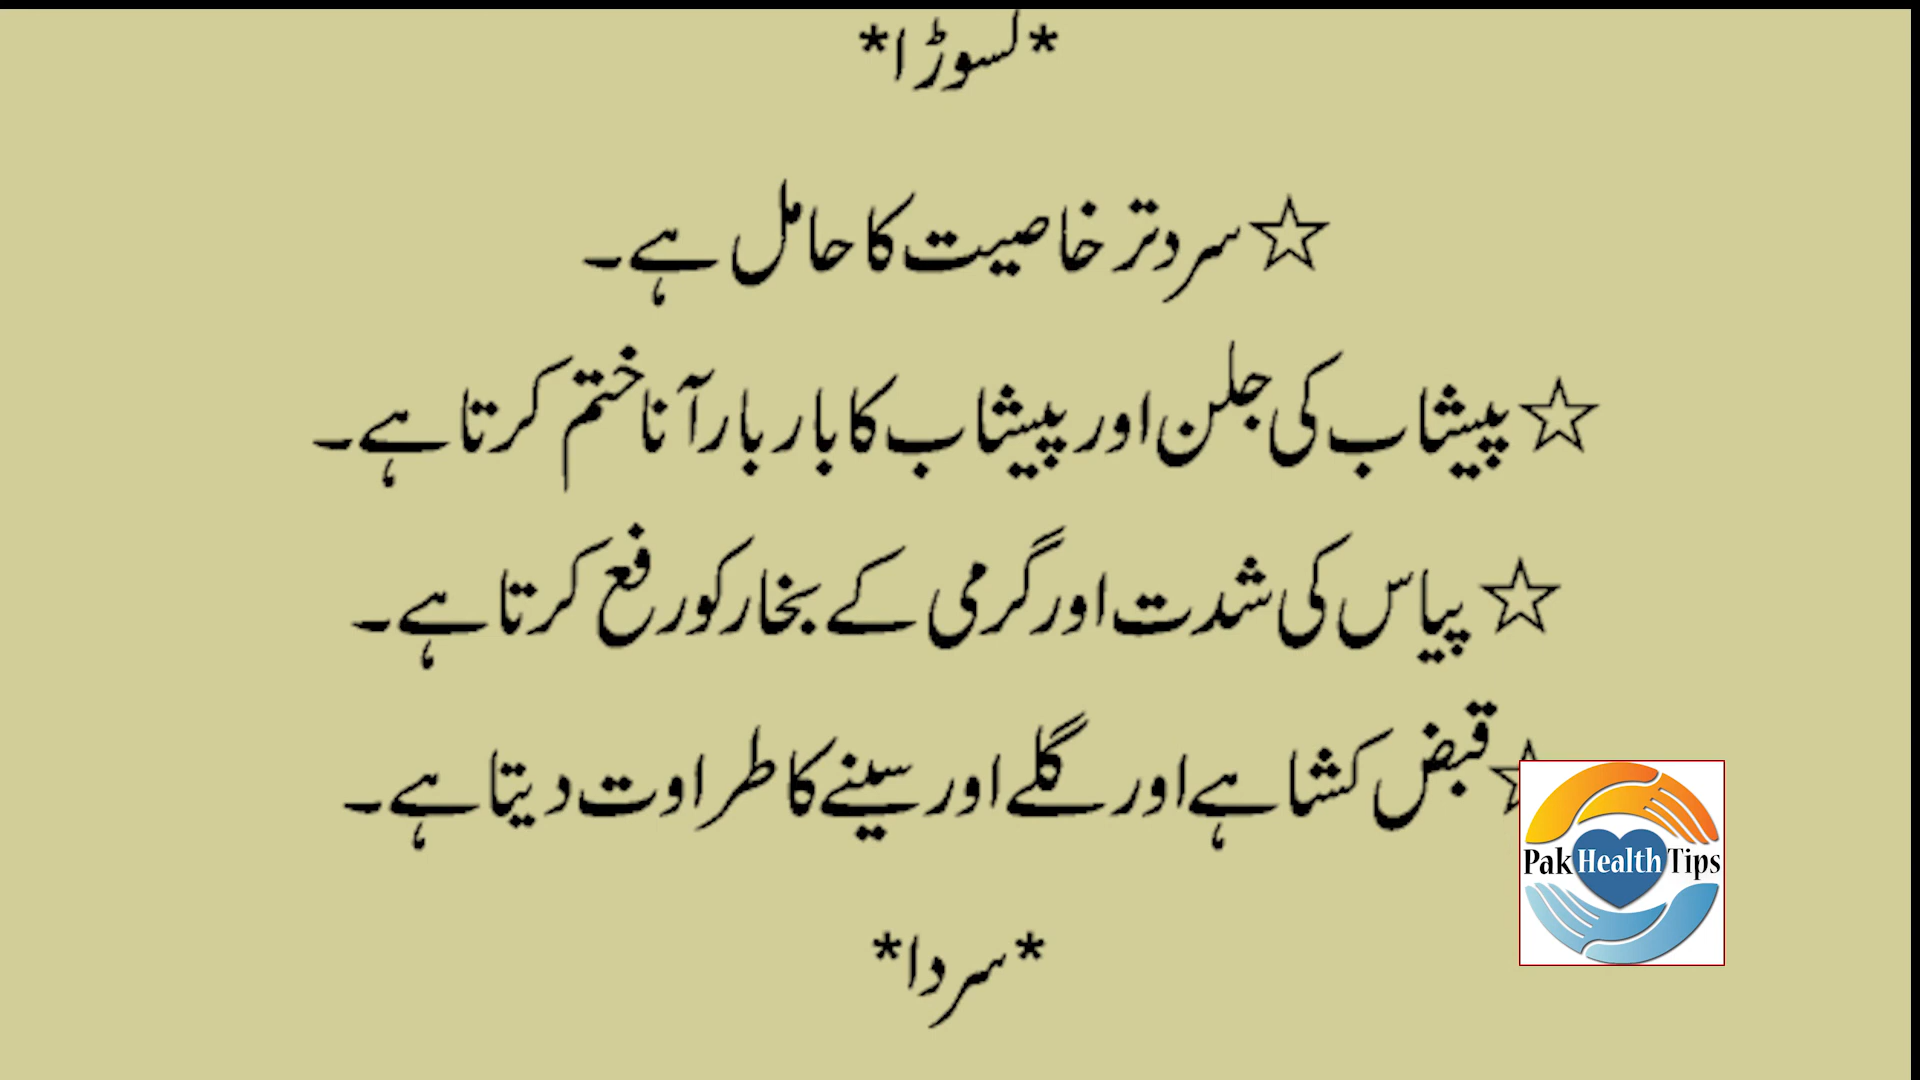 *لسوڑا*
☆سرد تر خاصیت کا حامل ہے۔
☆ پیشاب کی جلن اور پیشاب کا بار بار آنا ختم کرتا ہے۔
☆ پیاس کی شدت اور گرمی کے بخار کو رفع کرتا ہے۔
☆قبض کشا ہے اور گلے اور سینے کا طراوت دیتا ہے۔
Pak Health Tips
*سردا*